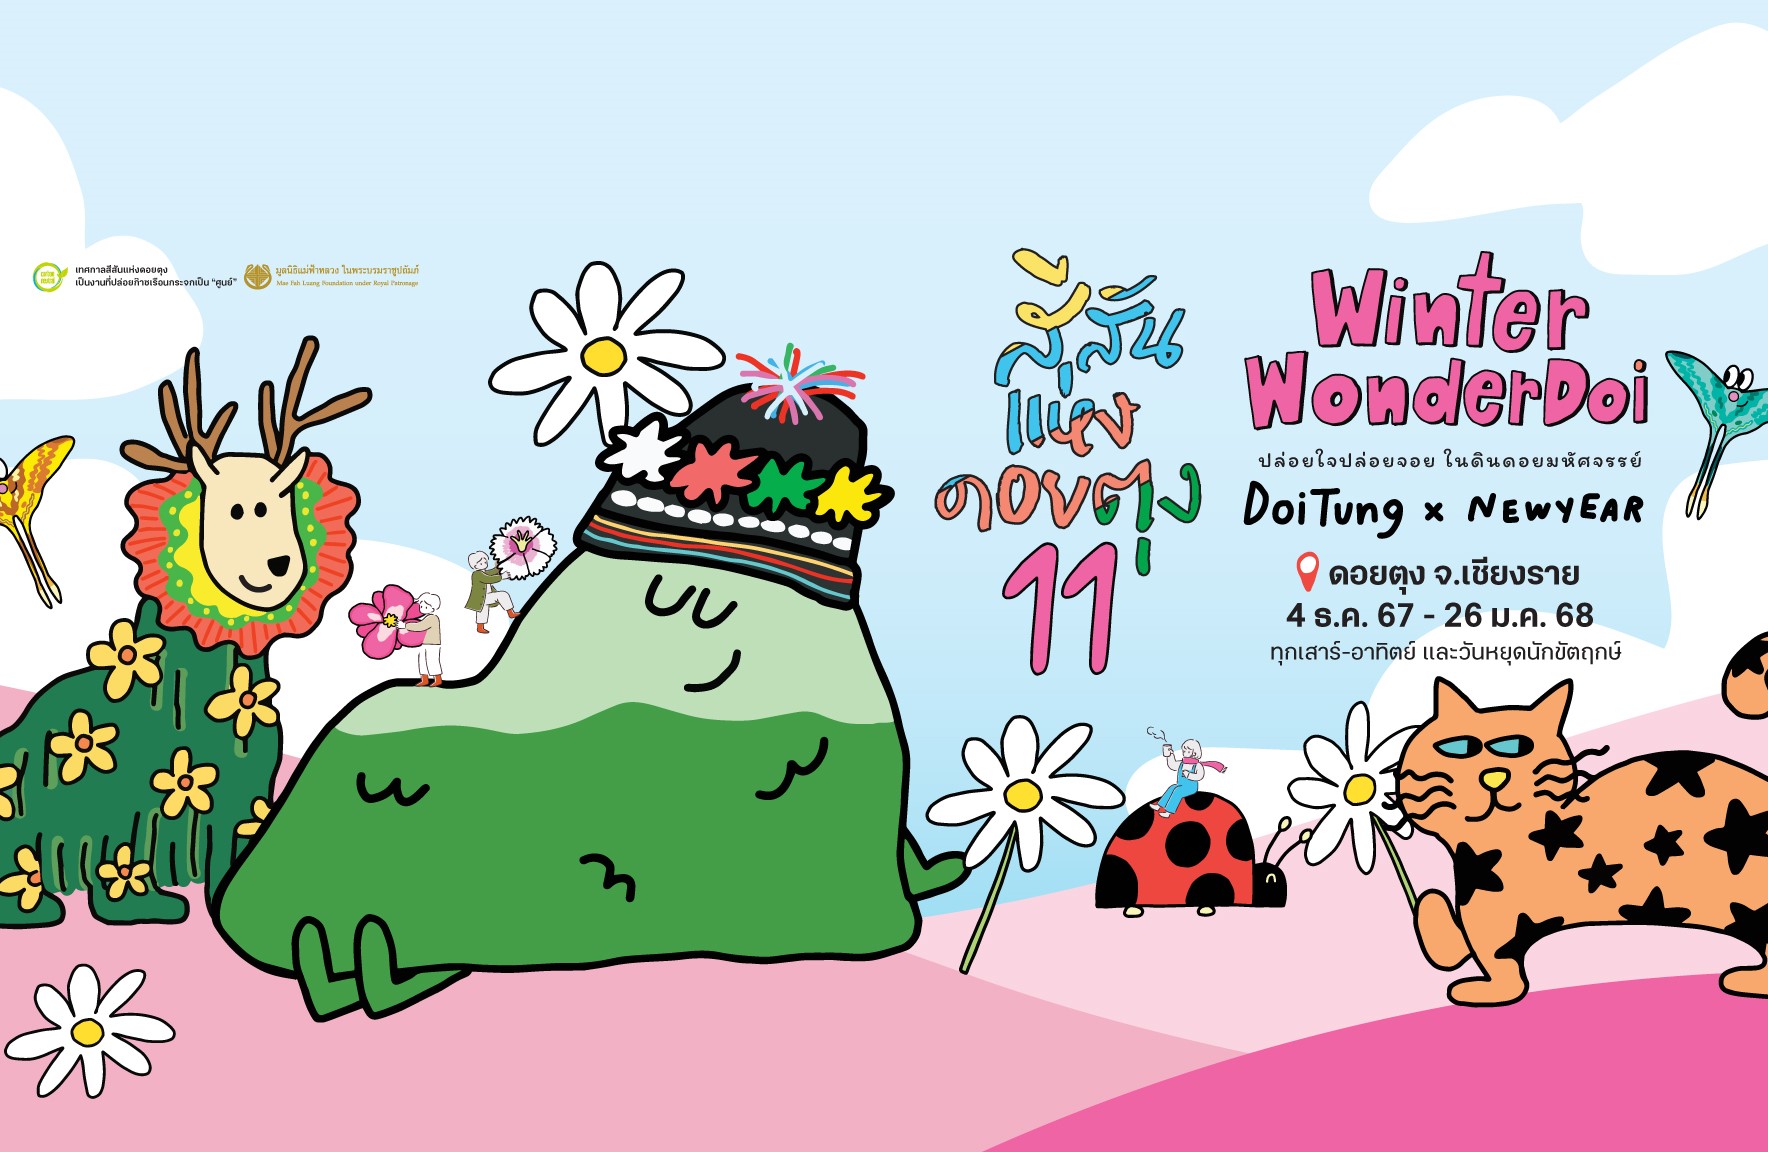 เทศกาลสีสันแห่งดอยตุง
เป็นงานที่ปล่อยก๊าซเรือนกระจกเป็น "ศูนย์"
มูลนิธิแม่ฟ้าหลวง ในพระบรมราชูปถัมภ์
Mae Fah Luang Foundation under Royal Patronage
สีสัน
แห่ง
ดอยตุง
11
Winter
WonderDoi
ปล่อยใจปล่อยจอย ในดินดอยมหัศจรรย์
DoiTung x NEWYEAR
ดอยตุง จ.เชียงราย
4 ธ.ค. 67 - 26 ม.ค. 68
ทุกเสาร์-อาทิตย์ และวันหยุดนักขัตฤกษ์